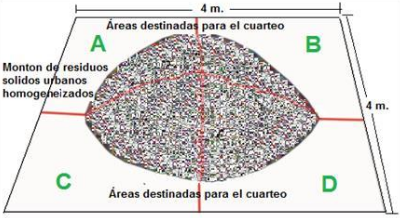 4 m.
Áreas destinadas para el cuarteo
A
B
Monton de residuos
solidos urbanos
homogeneizados
4 m.
C
D
Áreas destinadas para el cuarteo